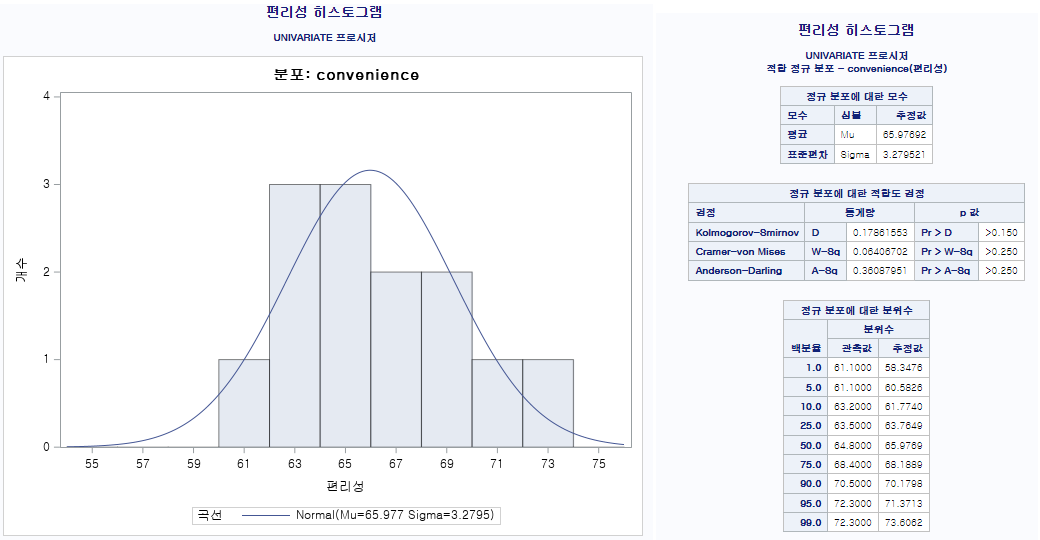 편리성 히스토그램
UNIVARIATE 프로시저
분포: convenience
4
3
2
1
0
개수
55 57 59 61 63 65 67 69 71 73 75
편리성
곡선 Normal(Mu=65.977 Sigma=3.2795)
편리성 히스토그램
UNIVARIATE 프로시저
적합 정규 분포 - convenience(편리성)
정규 분포에 대한 모수
모수 심볼 추정값
평균 Mu 65.97692
표준편차 Sigma 3.279521
정규 분포에 대한 적합도 검정
검정 통계량 p 값
Kolmogorov-Smirnov D 0.17861553 Pr > D >0.150
Cramer-von Mises W-Sq 0.06406702 Pr > W-Sq >0.250
Anderson-Darling A-Sq 0.36087951 Pr > A-Sq >0.250
정규 분포에 대한 분위수
분위수
백분율 관측값 추정값
1.0 61.1000 58.3476
5.0 61.1000 60.5826
10.0 63.2000 61.7740
25.0 63.5000 63.7649
50.0 64.8000 65.9769
75.0 68.4000 68.1889
90.0 70.5000 70.1798
95.0 72.3000 71.3713
99.0 72.3000 73.6062